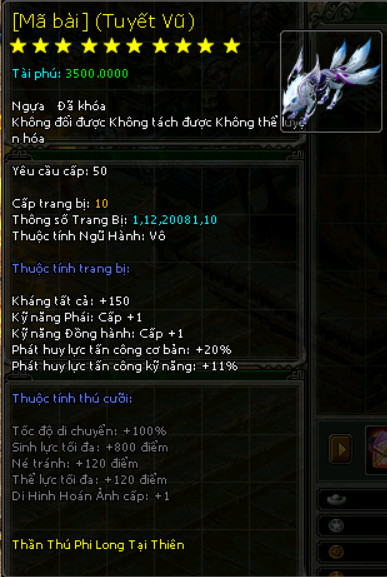 [Mã bài] (Tuyết Vũ)
Tài phú: 3500.0000
Ngựa Đã khóa
Không đổi được Không tách được Không thể luyệ
n hóa
Yêu cầu cấp: 50
Cấp trang bị: 10
Thông số Trang Bị: 1,12,20081,10
Thuộc tính Ngũ Hành: Vô
Thuộc tính trang bị:
Kháng tất cả: +150
Kỹ năng Phái: Cấp +1
Kỹ năng Đồng hành: Cấp +1
Phát huy lực tấn công cơ bản: +20%
Phát huy lực tấn công kỹ năng: +11%
Thuộc tính thú cưỡi:
Tốc độ di chuyển: +100%
Sinh lực tối đa: +800 điểm
Né tránh: +120 điểm
Thể lực tối đa: +120 điểm
Di Hình Hoán Ảnh cấp: +1
Thần Thú Phi Long Tại Thiên